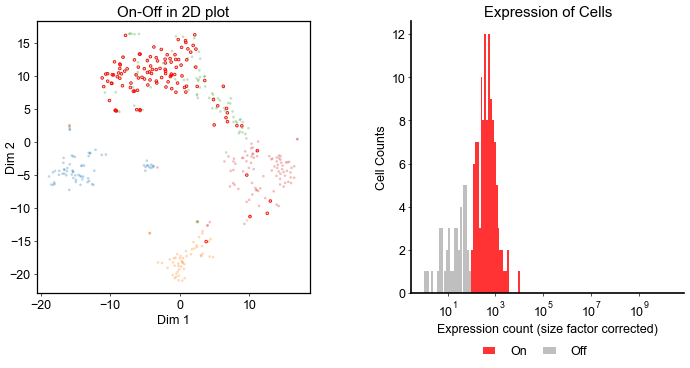 On-Off in 2D plot
15
10
5
0
−5
−10
−15
−20
Dim 2
−20 −10 0 10
Dim 1
Expression of Cells
12
10
8
6
4
2
0
Cell Counts
10^1 10^3 10^5 10^7 10^9
Expression count (size factor corrected)
On Off